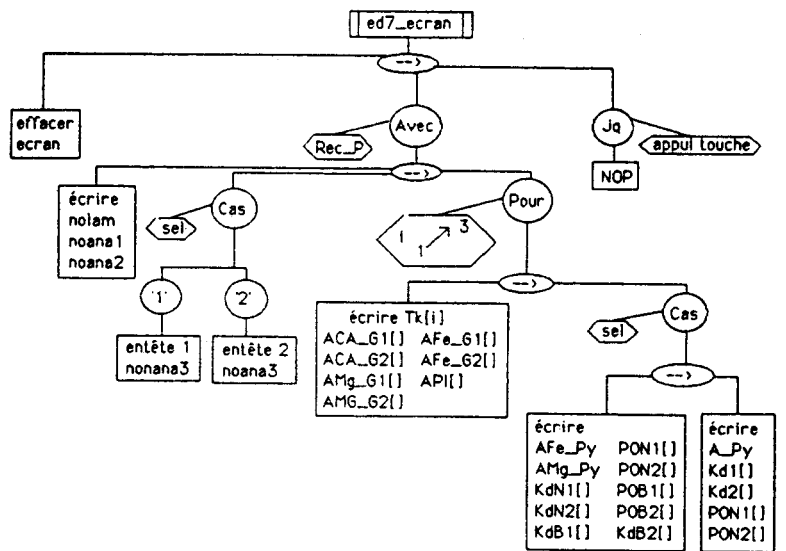 ed7_ecran
-->
effacer
ecran
Avec
Rec_P
Jq
appui touche
NOP
-->
écrire
nolam
noana1
noana2
Cas
sel
'1'
'2'
entête 1
nonana3
entête 2
noana3
Pour
i 1 3
-->
écrire Tk[i]
ACA_G1[] AFe_G1[]
ACA_G2[] AFe_G2[]
AMg_G1[] API[]
AMG_G2[]
Cas
sel
-->
écrire
AFe_Py PON1[]
AMg_Py PON2[]
KdN1[] POB1[]
KdN2[] POB2[]
KdB1[] KdB2[]
écrire
A_Py
Kd1[]
Kd2[]
PON1[]
PON2[]